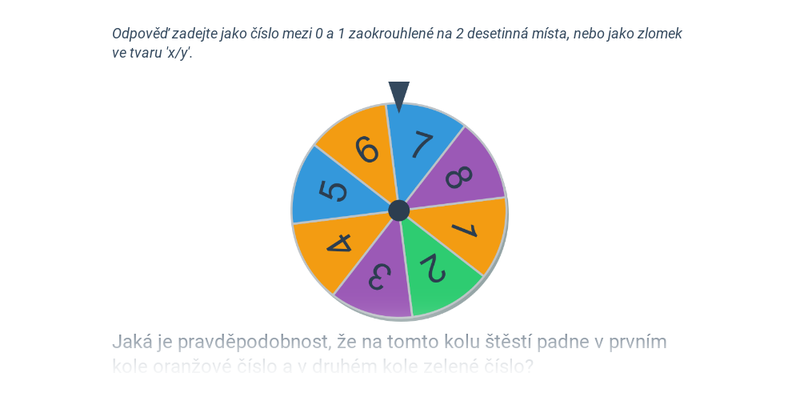 Odpověď zadejte jako číslo mezi 0 a 1 zaokrouhlené na 2 desetinná místa, nebo jako zlomek
ve tvaru 'x/y'.
6
7
5
8
4
1
3
2
Jaká je pravděpodobnost, že na tomto kolu štěstí padne v prvním
kole oranžové číslo a v druhém kole zelené číslo?